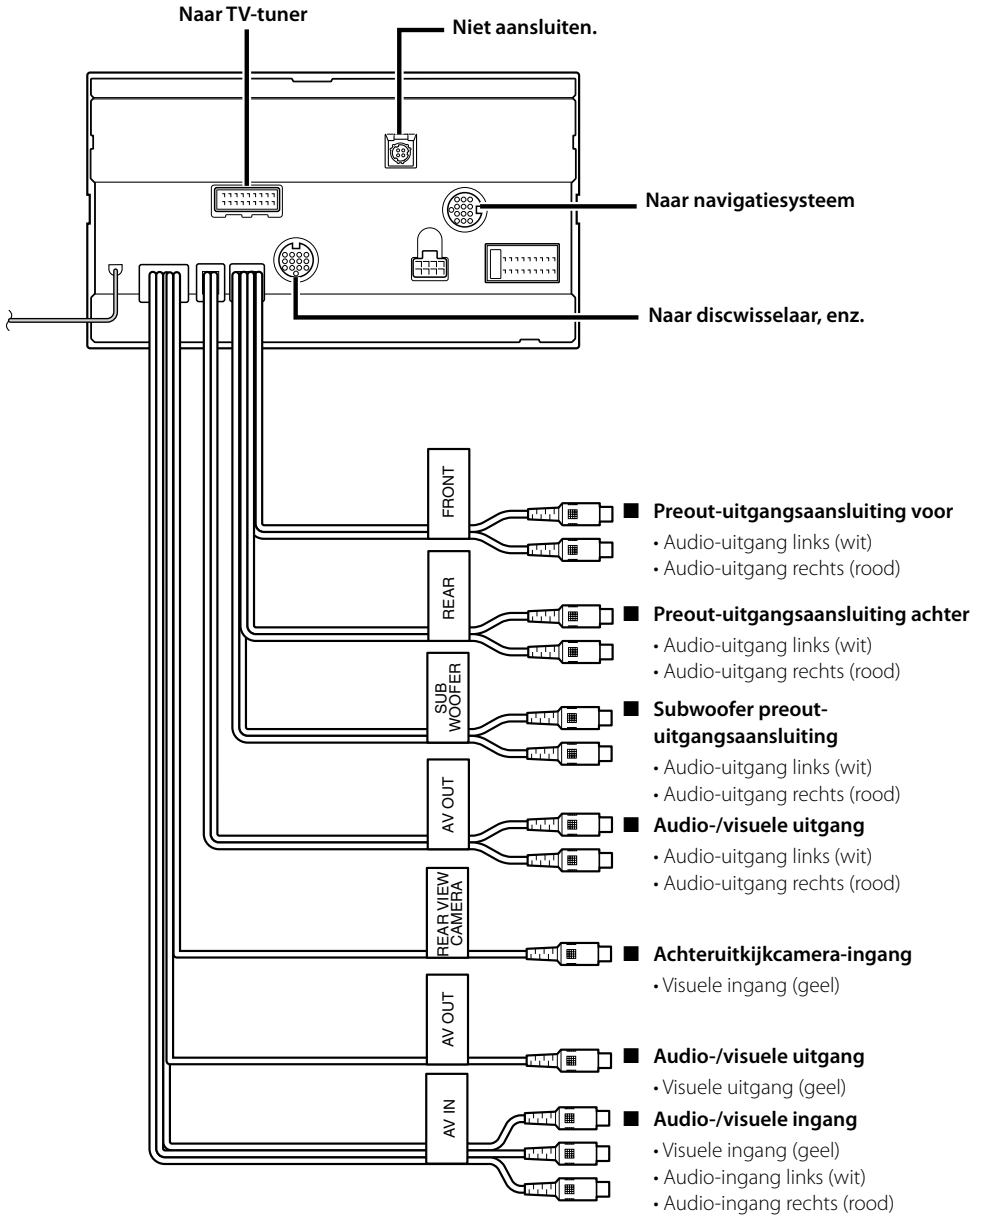 Naar TV-tuner
Niet aansluiten.
Naar navigatiesysteem
Naar discwisselaar, enz.
FRONT
■ Preout-uitgangsaansluiting voor
• Audio-uitgang links (wit)
• Audio-uitgang rechts (rood)
REAR
■ Preout-uitgangsaansluiting achter
• Audio-uitgang links (wit)
• Audio-uitgang rechts (rood)
SUB
WOOFER
■ Subwoofer preout-
uitgangsaansluiting
• Audio-uitgang links (wit)
• Audio-uitgang rechts (rood)
AV OUT
■ Audio-/visuele uitgang
• Audio-uitgang links (wit)
• Audio-uitgang rechts (rood)
REAR VIEW
CAMERA
■ Achteruitkijkcamera-ingang
• Visuele ingang (geel)
AV OUT
■ Audio-/visuele uitgang
• Visuele uitgang (geel)
AV IN
■ Audio-/visuele ingang
• Visuele ingang (geel)
• Audio-ingang links (wit)
• Audio-ingang rechts (rood)